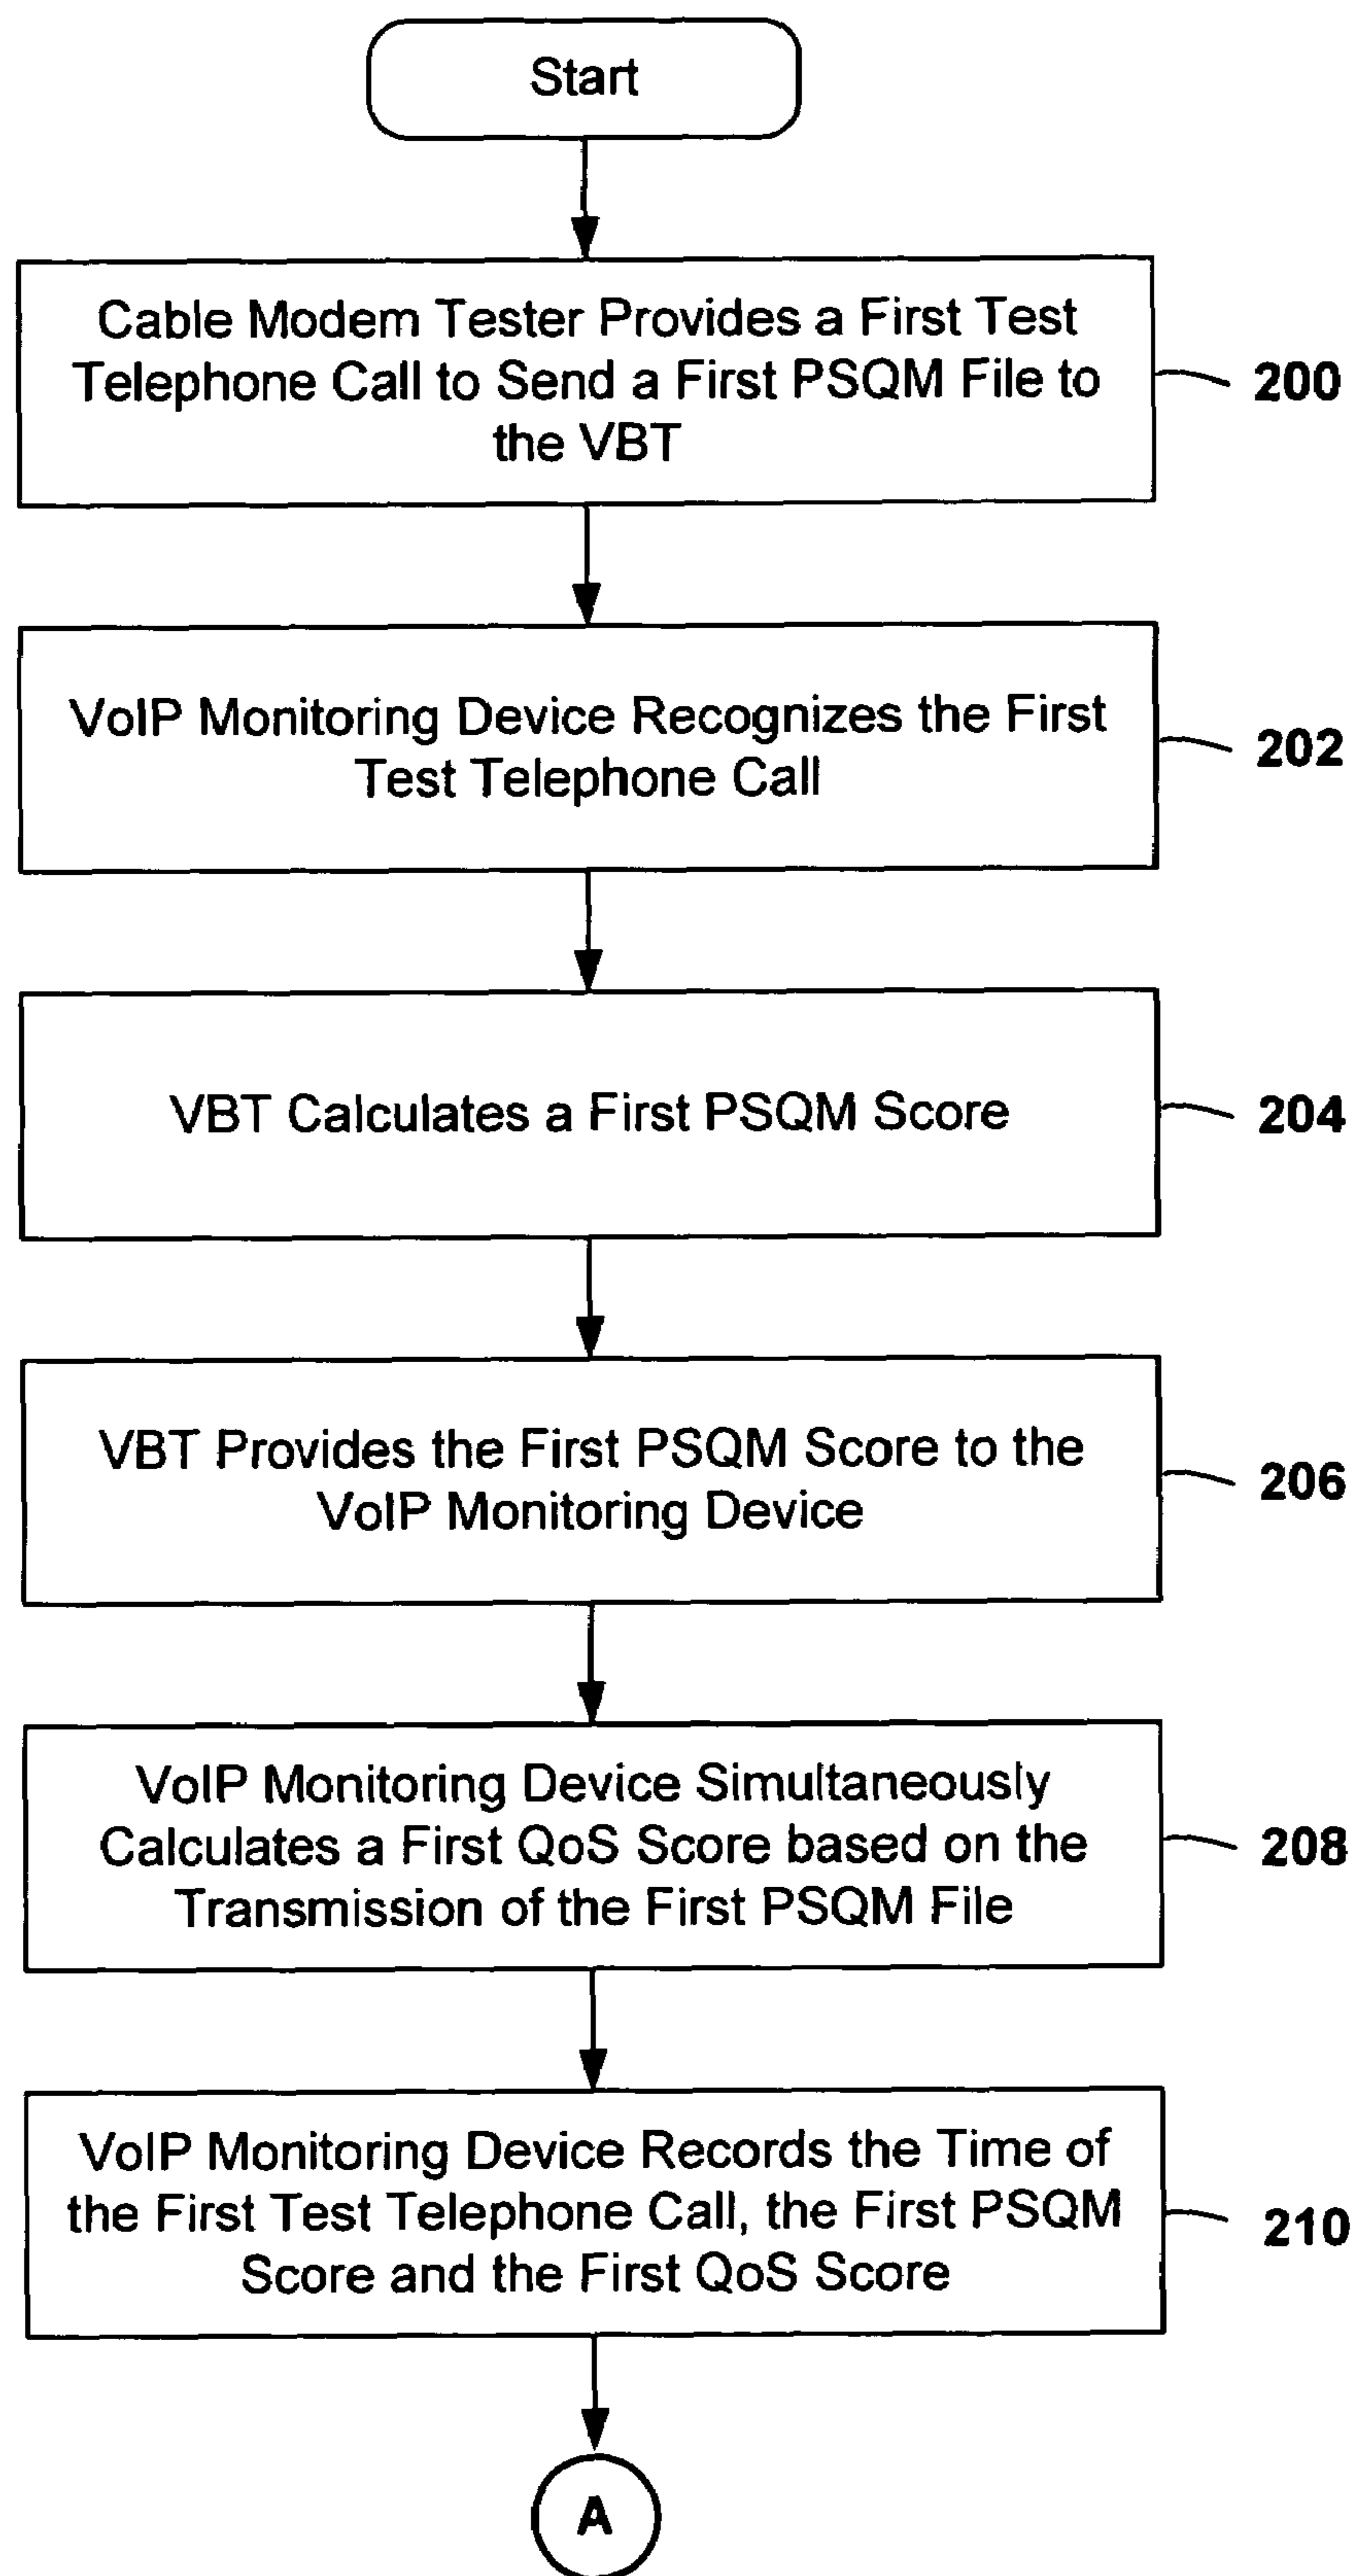 Start
Cable Modem Tester Provides a First Test
Telephone Call to Send a First PSQM File to
the VBT
200
VoIP Monitoring Device Recognizes the First
Test Telephone Call
202
VBT Calculates a First PSQM Score
204
VBT Provides the First PSQM Score to the
VoIP Monitoring Device
206
VoIP Monitoring Device Simultaneously
Calculates a First QoS Score based on the
Transmission of the First PSQM File
208
VoIP Monitoring Device Records the Time of
the First Test Telephone Call, the First PSQM
Score and the First QoS Score
210
A